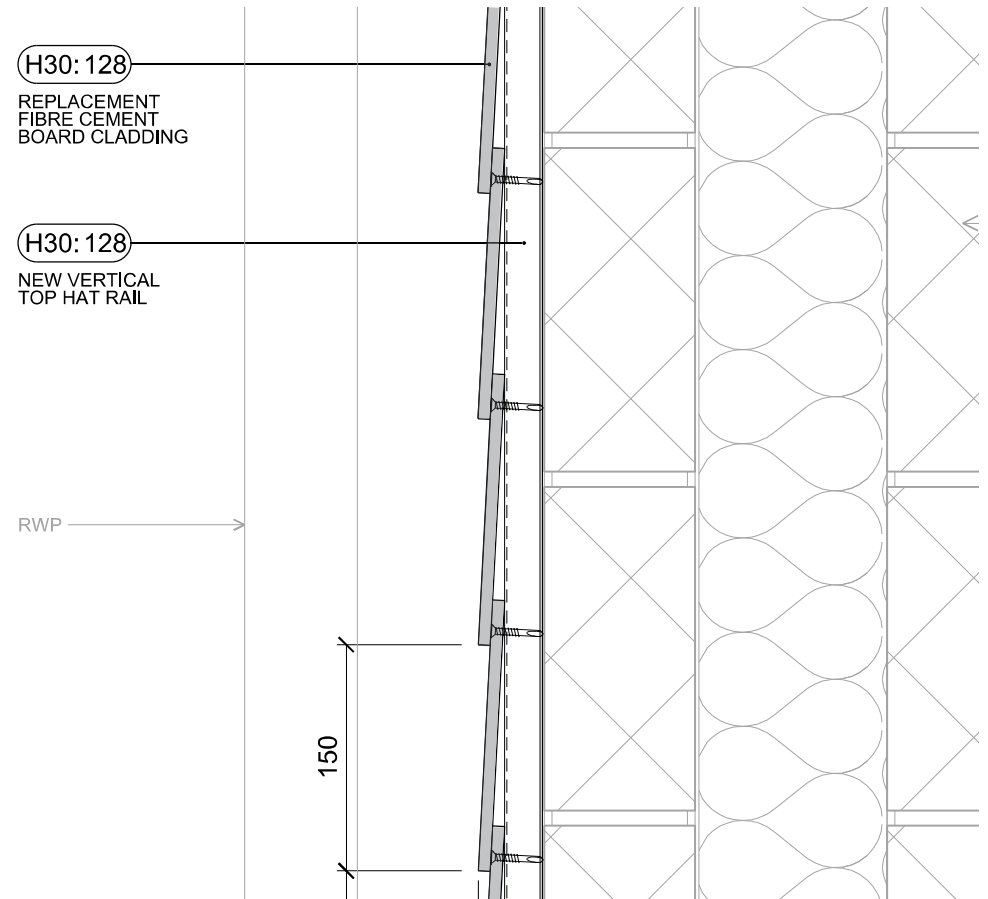 H30:128
REPLACEMENT
FIBRE CEMENT
BOARD CLADDING
H30:128
NEW VERTICAL
TOP HAT RAIL
RWP
150